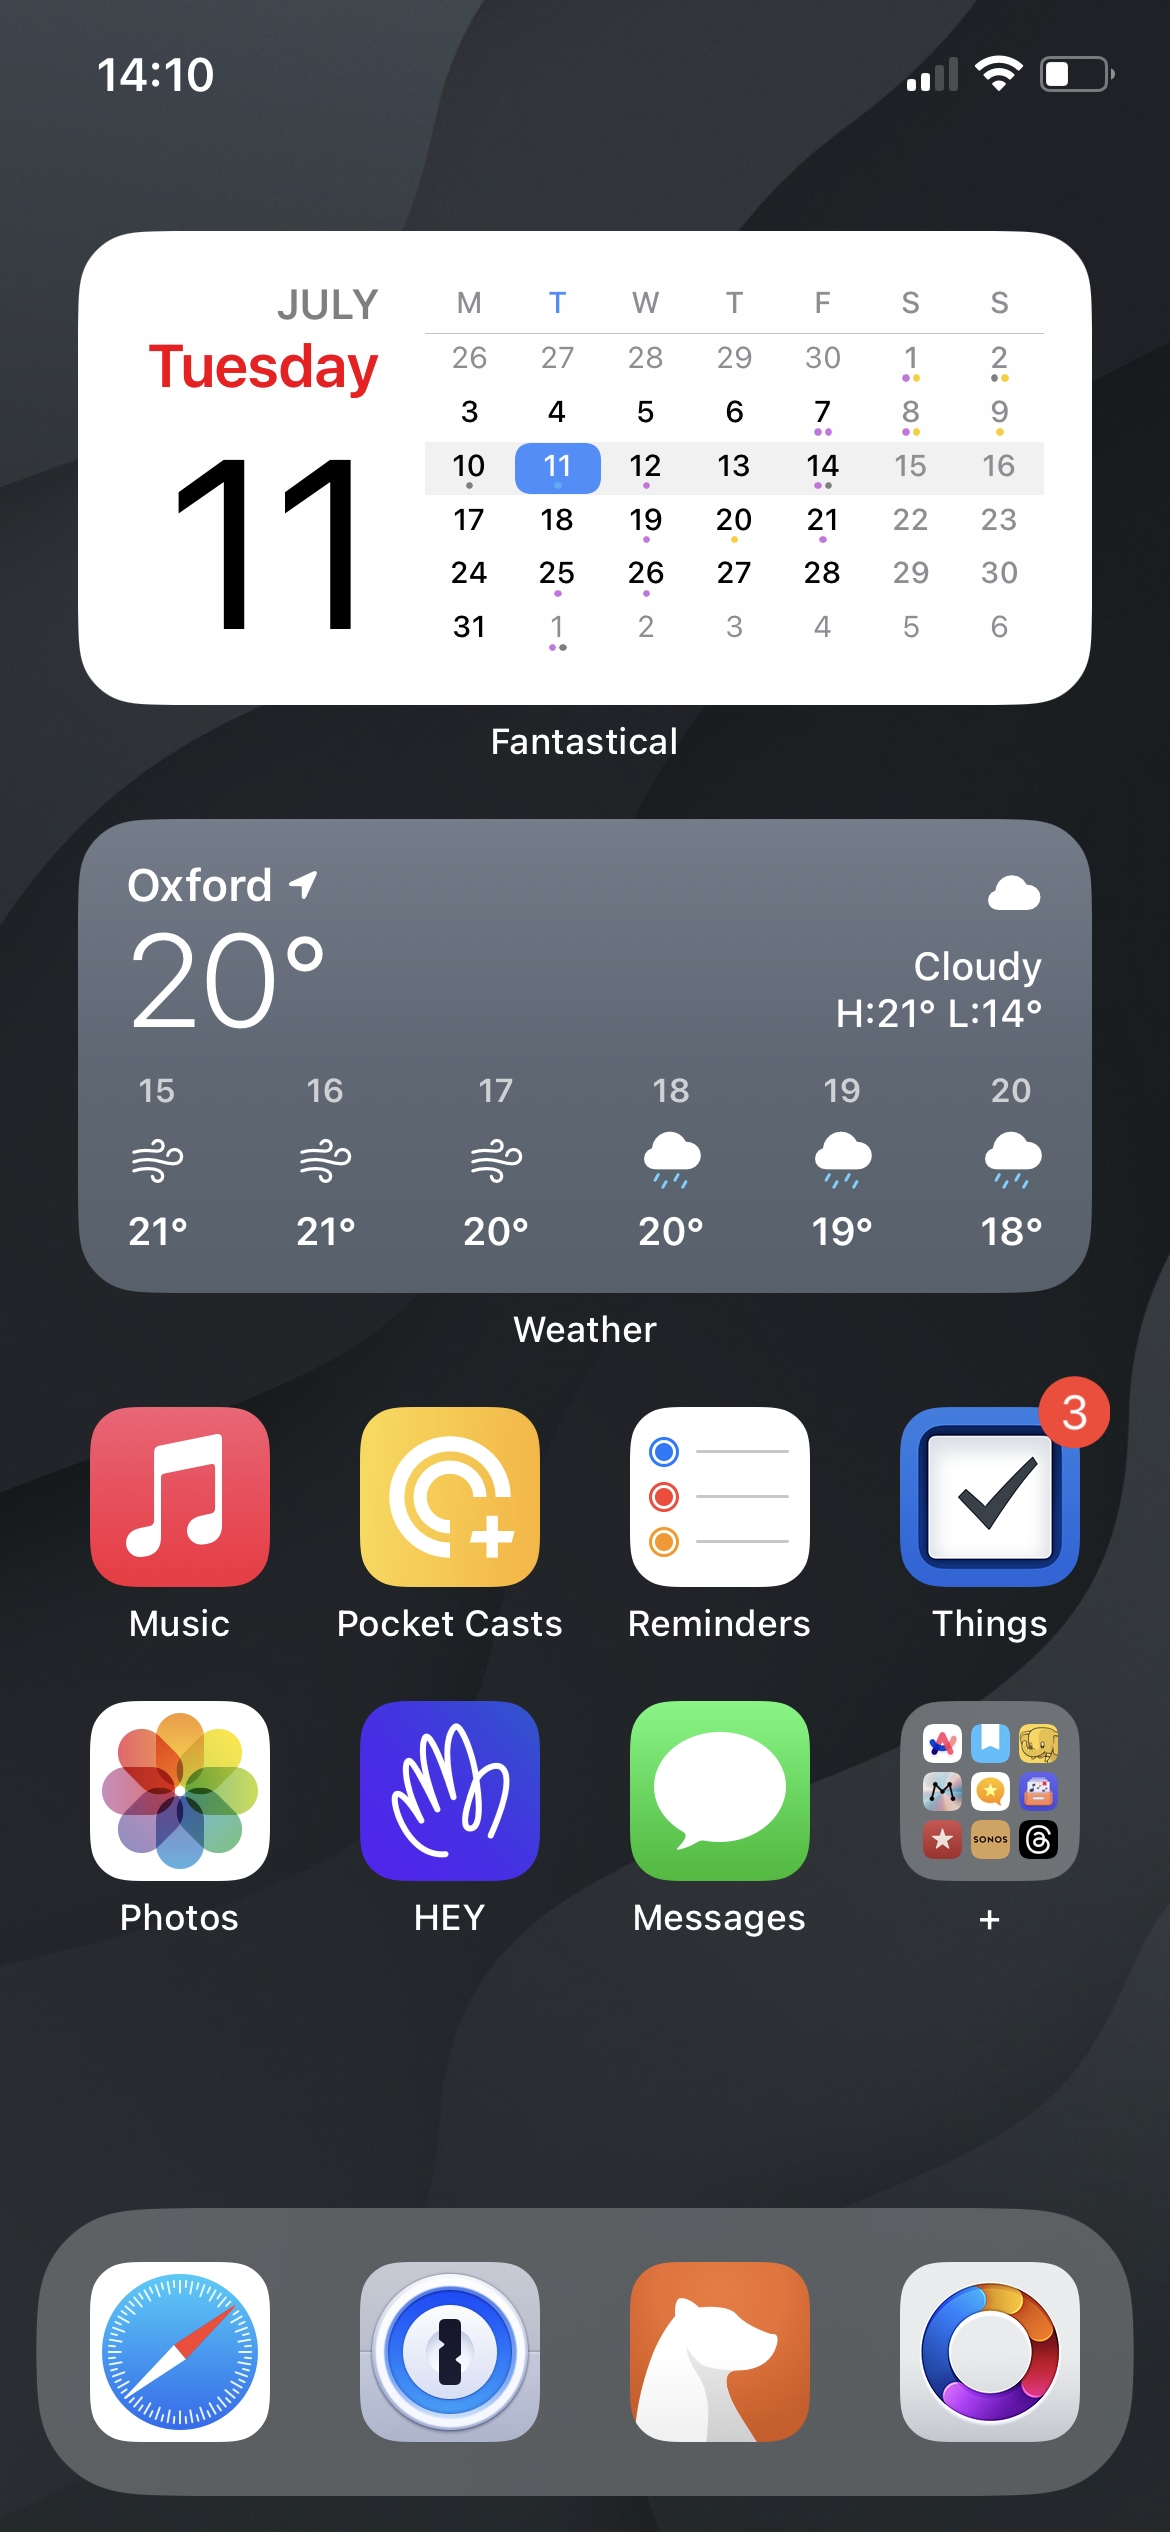 14:10
JULY
Tuesday
11
M T W T F S S
26 27 28 29 30 1 2
3 4 5 6 7 8 9
10 11 12 13 14 15 16
17 18 19 20 21 22 23
24 25 26 27 28 29 30
31 1 2 3 4 5 6
Fantastical
Oxford
20°
Cloudy
H:21° L:14°
15 16 17 18 19 20
21° 21° 20° 20° 19° 18°
Weather
3
Music Pocket Casts Reminders Things
SONOS
Photos HEY Messages +